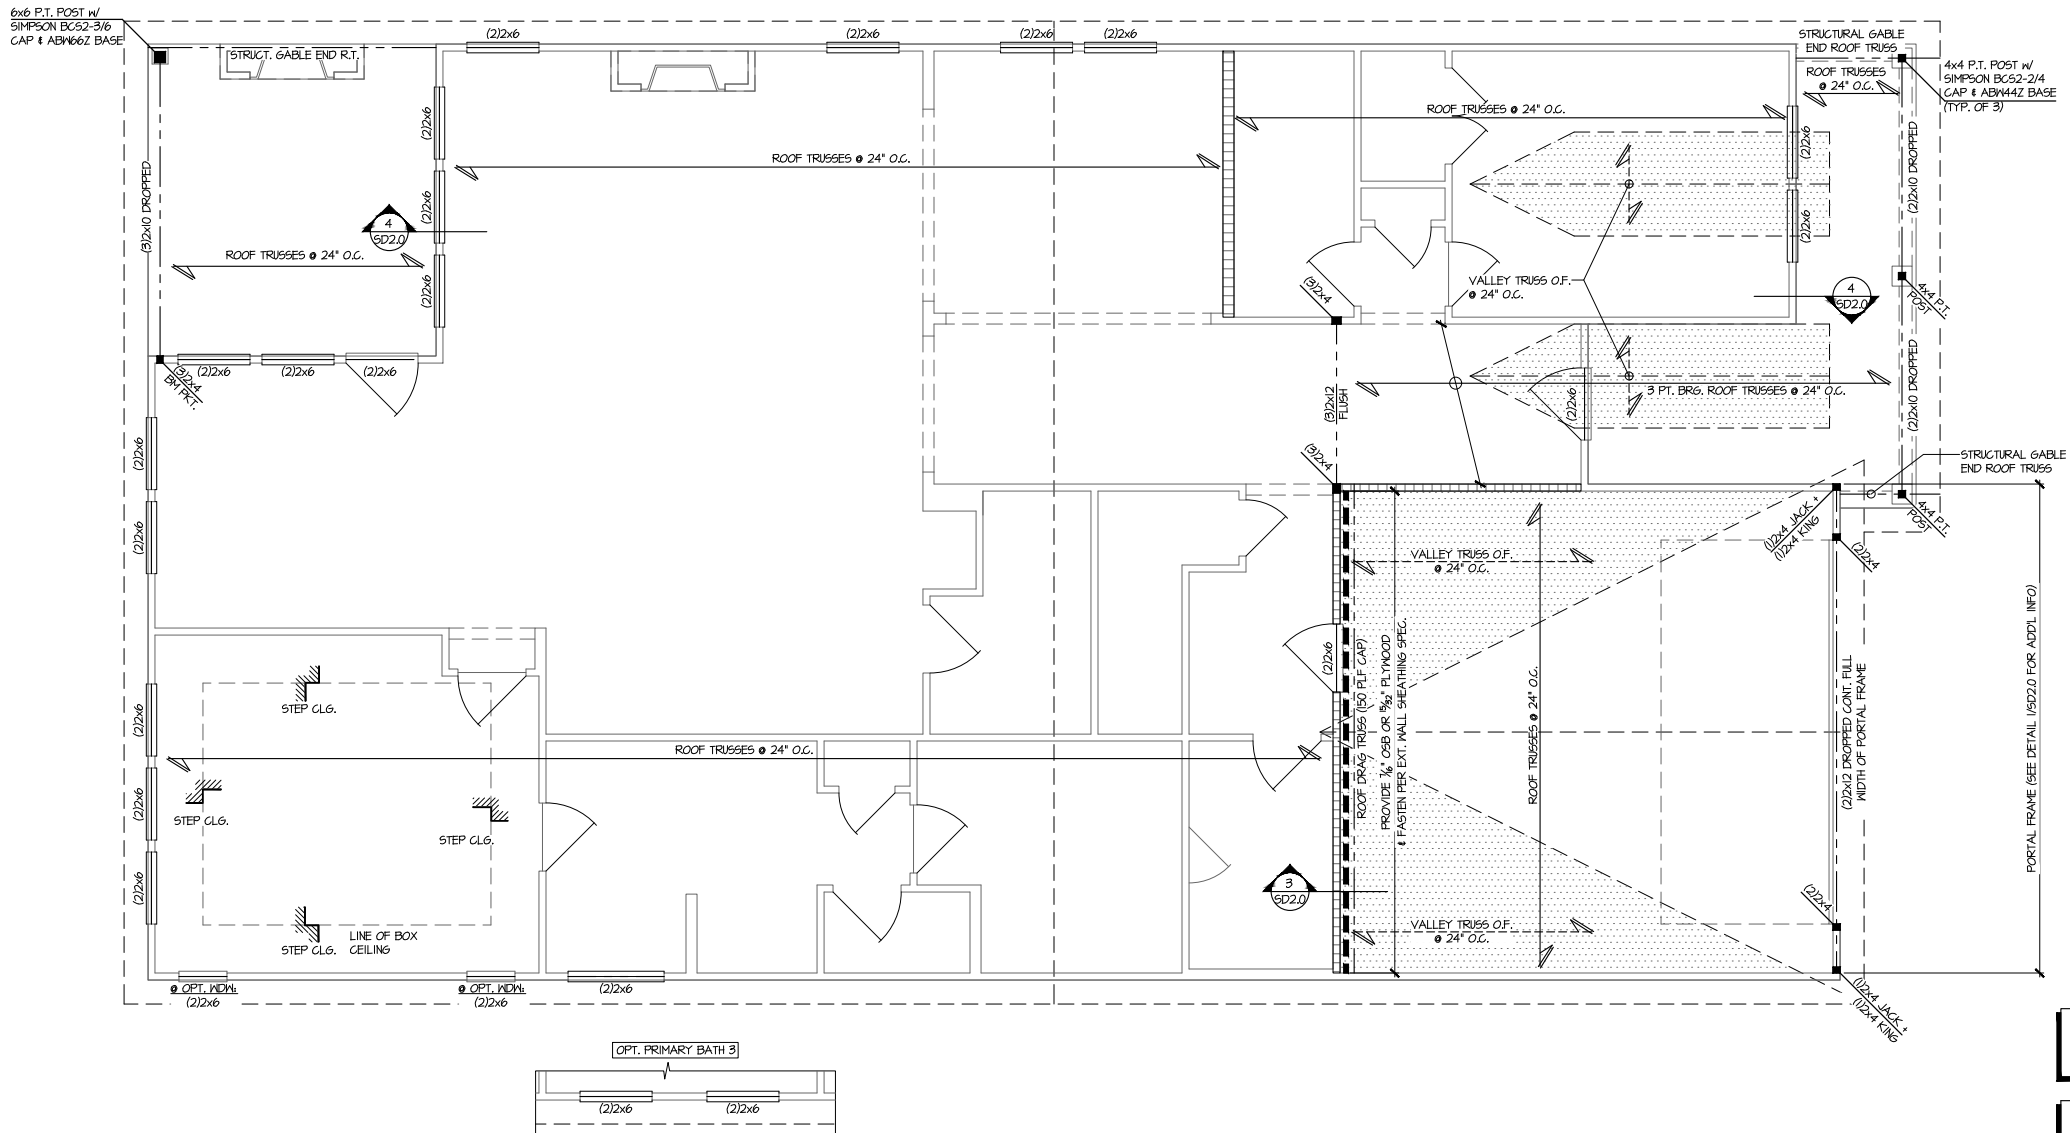 6x6 P.T. POST w/
SIMPSON BCS2-3/6
CAP & ABW66Z BASE
STRUCT. GABLE END R.T.
(2)2x6
(2)2x6
(2)2x6
(2)2x6
STRUCTURAL GABLE
END ROOF TRUSS
ROOF TRUSSES
@ 24" O.C.
4x4 P.T. POST w/
SIMPSON BCS2-2/4
CAP & ABW44Z BASE
(TYP. OF 3)
(3)2x10 DROPPED
(2)2x6
(2)2x6
(2)2x6
4
SD2.0
ROOF TRUSSES @ 24" O.C.
ROOF TRUSSES @ 24" O.C.
ROOF TRUSSES @ 24" O.C.
(2)2x6
(2)2x6
(2)2x10 DROPPED
VALLEY TRUSS O.F.
@ 24" O.C.
(3)2x4
4
SD2.0
4x4 P.T.
POST
(2)2x10 DROPPED
(3)2x4
BM PKT.
(2)2x6
(2)2x6
(2)2x6
(3)2x12
FLUSH
3 PT. BRG. ROOF TRUSSES @ 24" O.C.
(2)2x6
(3)2x4
STRUCTURAL GABLE
END ROOF TRUSS
4x4 P.T.
POST
(2)2x6
(2)2x6
(1)2x4 JACK +
(1)2x4 KING
(2)2x4
VALLEY TRUSS O.F.
@ 24" O.C.
(2)2x6
ROOF DRAG TRUSS (150 PLF CAP)
PROVIDE 7/16" OSB OR 15/32" PLYWOOD
& FASTEN PER EXT. WALL SHEATHING SPEC.
ROOF TRUSSES @ 24" O.C.
(2)2x12 DROPPED CONT. FULL
WIDTH OF PORTAL FRAME
PORTAL FRAME (SEE DETAIL 1/SD2.0 FOR ADD'L INFO)
STEP CLG.
ROOF TRUSSES @ 24" O.C.
(2)2x6
(2)2x6
(2)2x6
STEP CLG.
STEP CLG.
STEP CLG.
LINE OF BOX
CEILING
3
SD2.0
VALLEY TRUSS O.F.
@ 24" O.C.
(2)2x4
(1)2x4 JACK +
(1)2x4 KING
@ OPT. WDW:
(2)2x6
@ OPT. WDW:
(2)2x6
(2)2x6
OPT. PRIMARY BATH 3
(2)2x6
(2)2x6